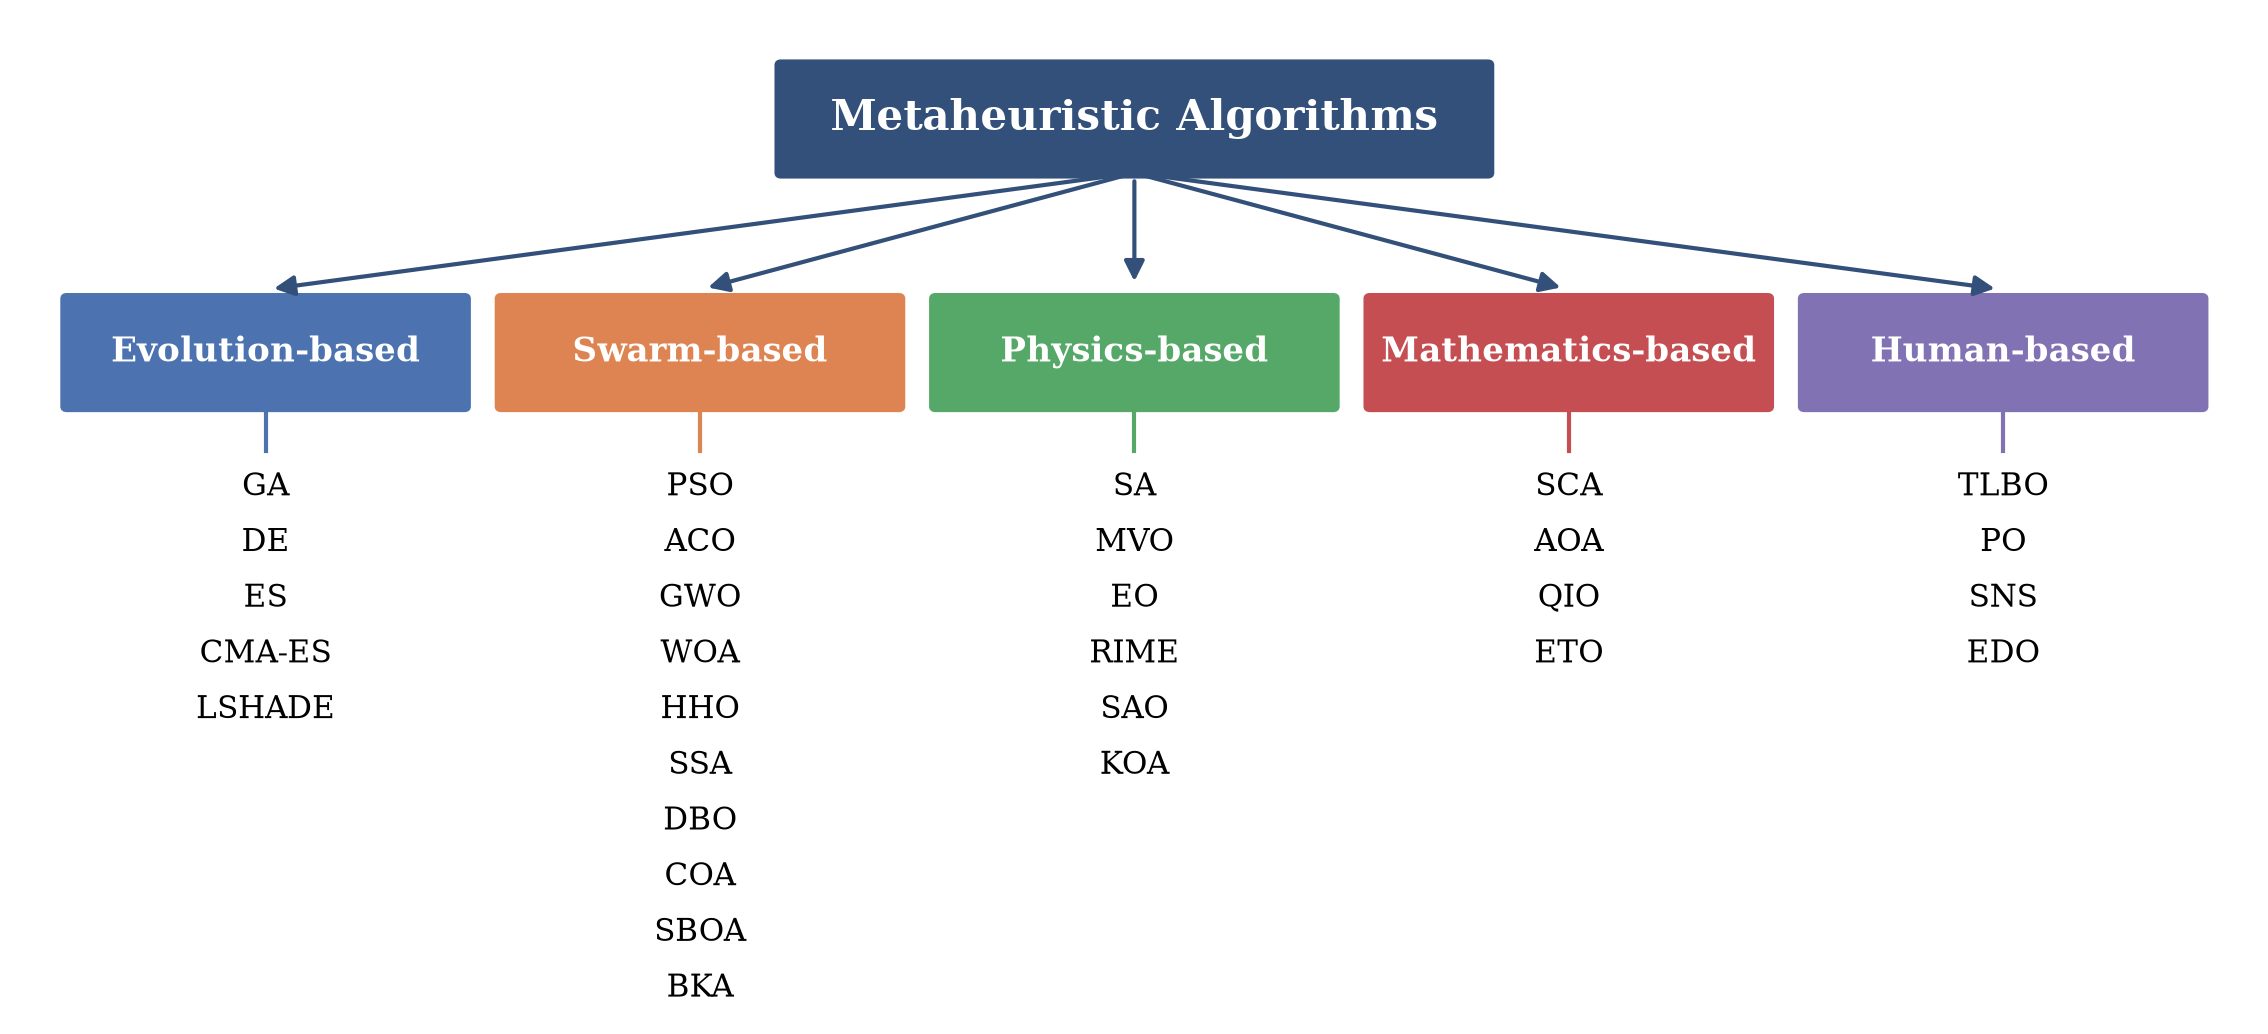 Metaheuristic Algorithms
Evolution-based
GA
DE
ES
CMA-ES
LSHADE
Swarm-based
PSO
ACO
GWO
WOA
HHO
SSA
DBO
COA
SBOA
BKA
Physics-based
SA
MVO
EO
RIME
SAO
KOA
Mathematics-based
SCA
AOA
QIO
ETO
Human-based
TLBO
PO
SNS
EDO